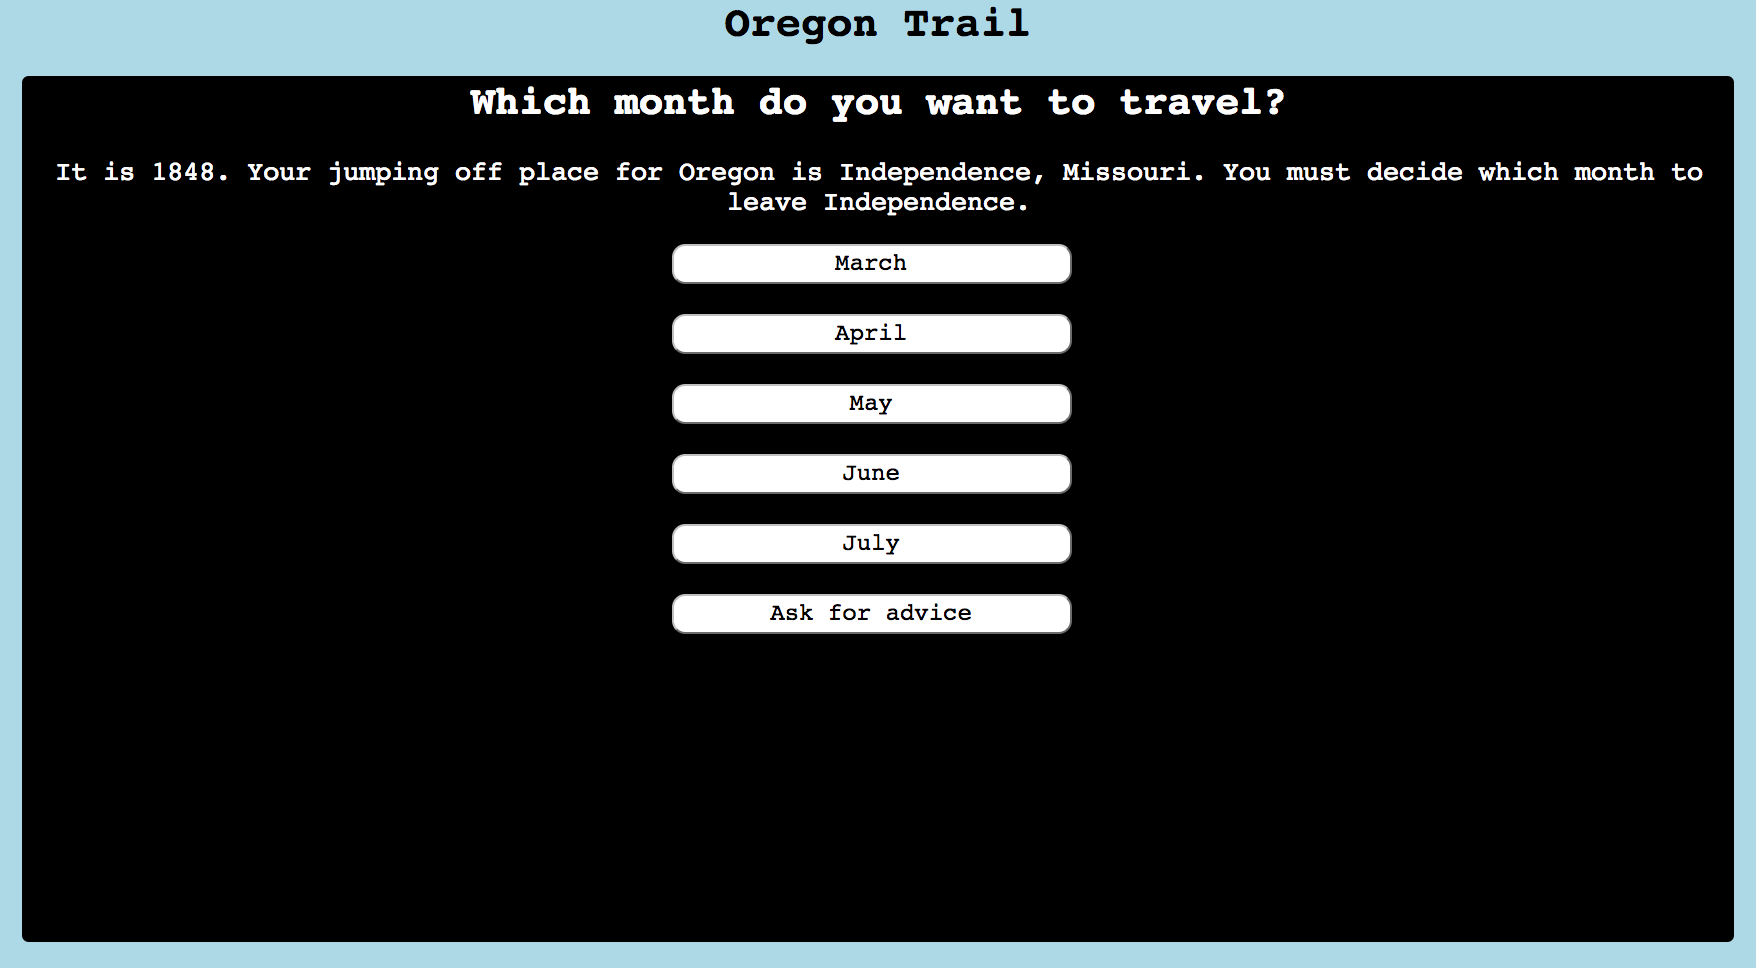 Oregon Trail
Which month do you want to travel?
It is 1848. Your jumping off place for Oregon is Independence, Missouri. You must decide which month to
leave Independence.
March
April
May
June
July
Ask for advice